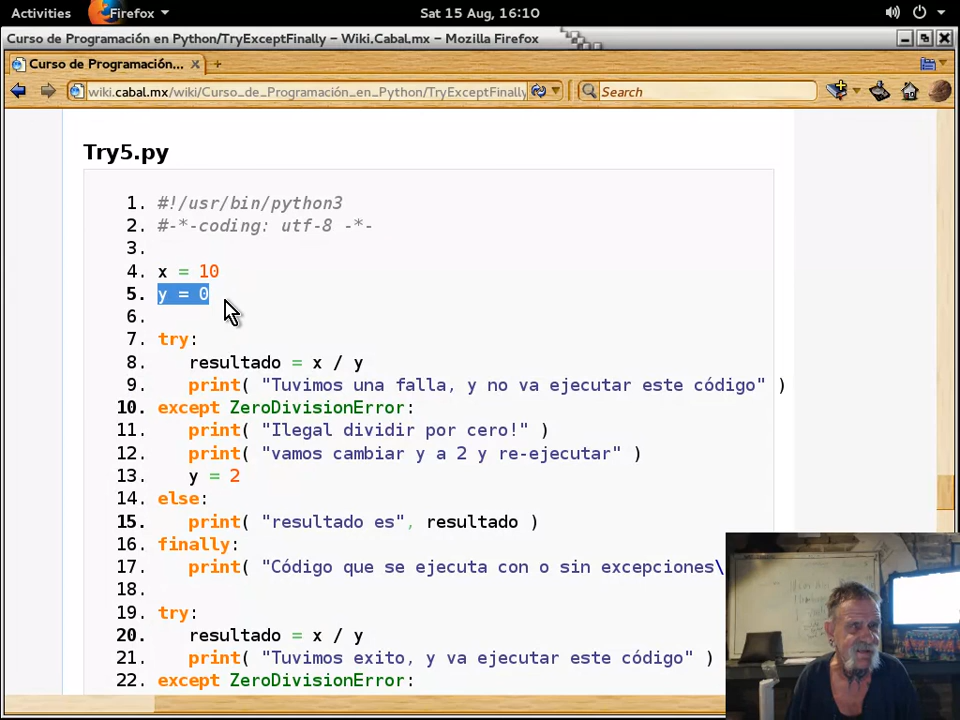 Activities
Firefox
Sat 15 Aug, 16:10
Curso de Programación en Python/TryExceptFinally – Wiki.Cabal.mx – Mozilla Firefox
Curso de Programación...
wiki.cabal.mx/wiki/Curso_de_Programación_en_Python/TryExceptFinally
Search
Try5.py
1. #!/usr/bin/python3
2. #-*-coding: utf-8 -*-
3.
4. x = 10
5. y = 0
6.
7. try:
8. resultado = x / y
9. print( "Tuvimos una falla, y no va ejecutar este código" )
10. except ZeroDivisionError:
11. print( "Ilegal dividir por cero!" )
12. print( "vamos cambiar y a 2 y re-ejecutar" )
13. y = 2
14. else:
15. print( "resultado es", resultado )
16. finally:
17. print( "Código que se ejecuta con o sin excepciones\
18.
19. try:
20. resultado = x / y
21. print( "Tuvimos exito, y va ejecutar este código" )
22. except ZeroDivisionError: